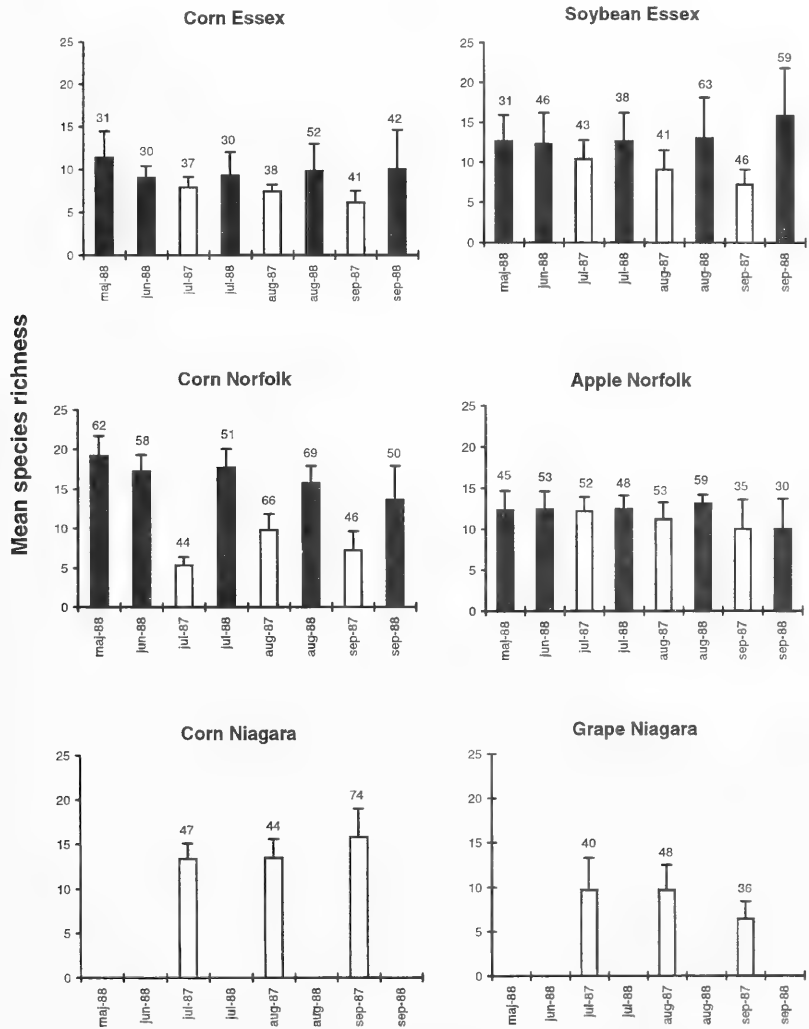 Mean species richness
Corn Essex
25
20
15
10
5
0
31
30
37
30
38
52
41
42
maj-88
jun-88
jul-87
jul-88
aug-87
aug-88
sep-87
sep-88
Soybean Essex
25
20
15
10
5
0
31
46
43
38
41
63
46
59
maj-88
jun-88
jul-87
jul-88
aug-87
aug-88
sep-87
sep-88
Corn Norfolk
25
20
15
10
5
0
62
58
44
51
66
69
46
50
maj-88
jun-88
jul-87
jul-88
aug-87
aug-88
sep-87
sep-88
Apple Norfolk
25
20
15
10
5
0
45
53
52
48
53
59
35
30
maj-88
jun-88
jul-87
jul-88
aug-87
aug-88
sep-87
sep-88
Corn Niagara
25
20
15
10
5
0
47
44
74
maj-88
jun-88
jul-87
jul-88
aug-87
aug-88
sep-87
sep-88
Grape Niagara
25
20
15
10
5
0
40
48
36
maj-88
jun-88
jul-87
jul-88
aug-87
aug-88
sep-87
sep-88